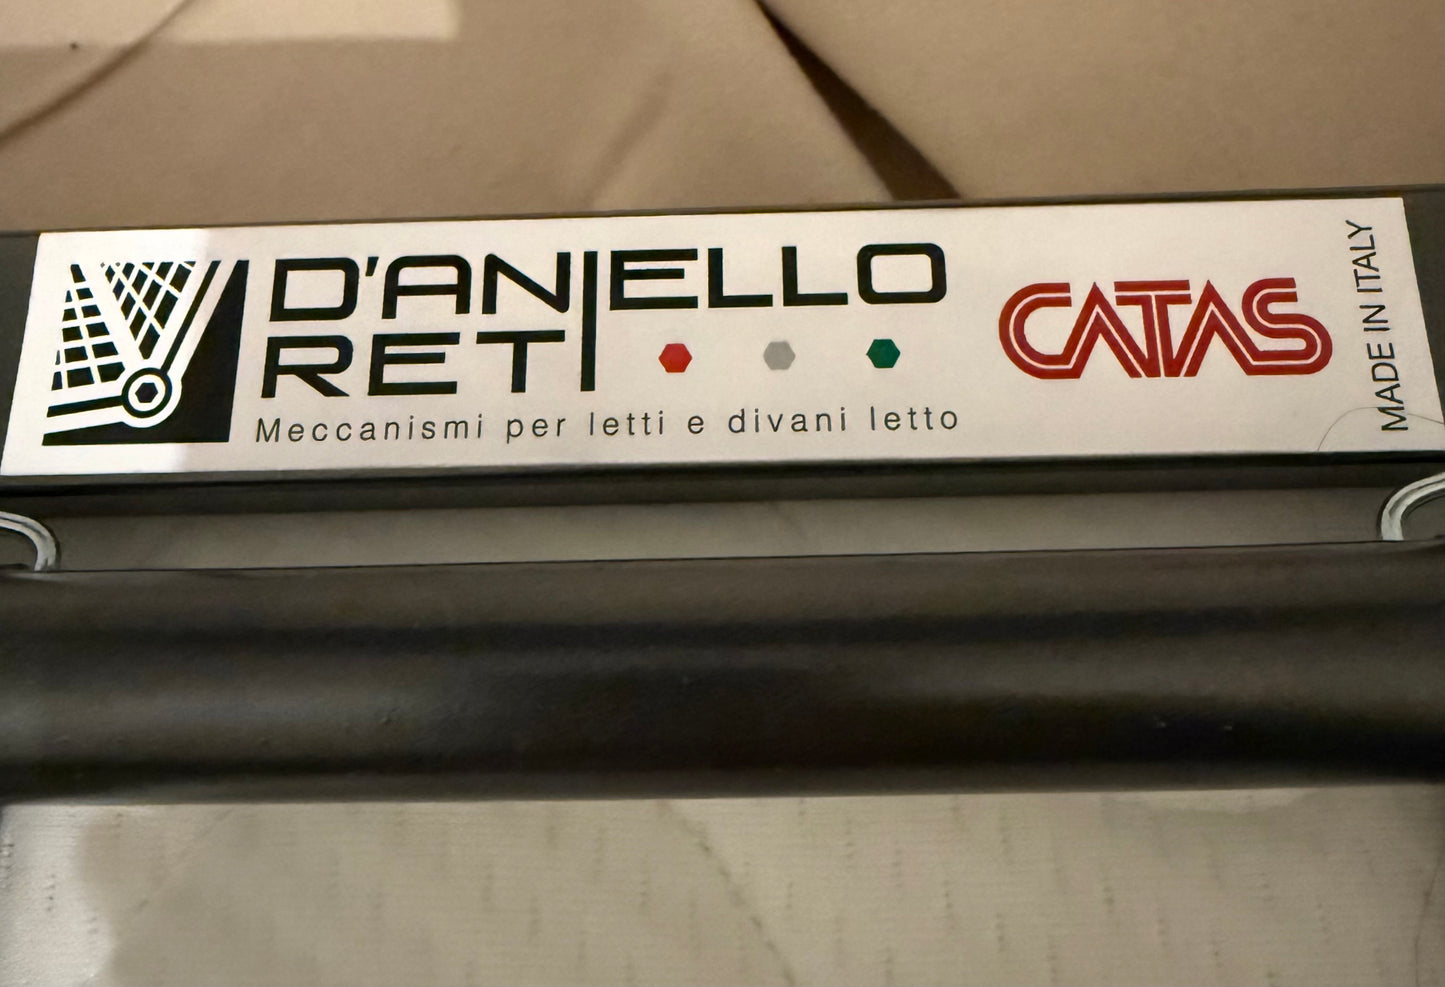 D'ANIELLO
RETI
Meccanismi per letti e divani letto
CATAS
MADE IN ITALY